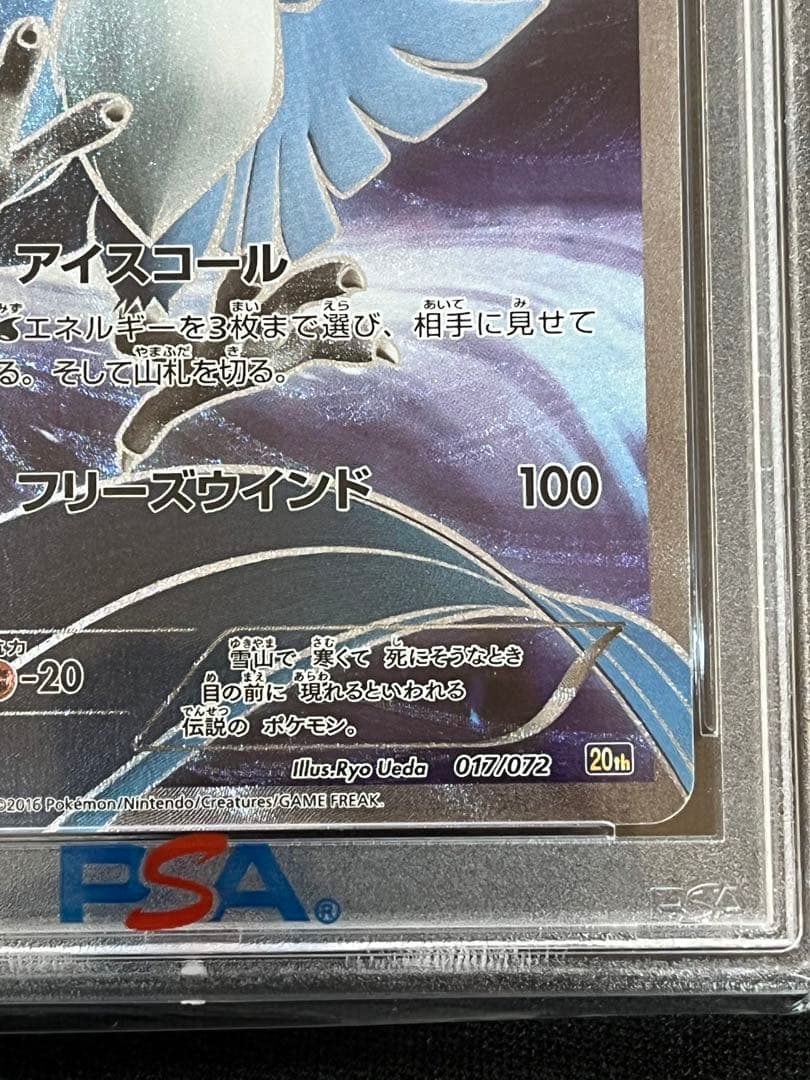 アイスコール
エネルギーを3枚まで選び、相手に見せて
る。そして山札を切る。
フリーズウインド 100
-20
雪山で 寒くて 死にそうなとき
目の前に 現れるといわれる
伝説の ポケモン。
Illus.Ryo Ueda 017/072 20th
©2016 Pokémon/Nintendo/Creatures/GAME FREAK.
PSA®
PSA